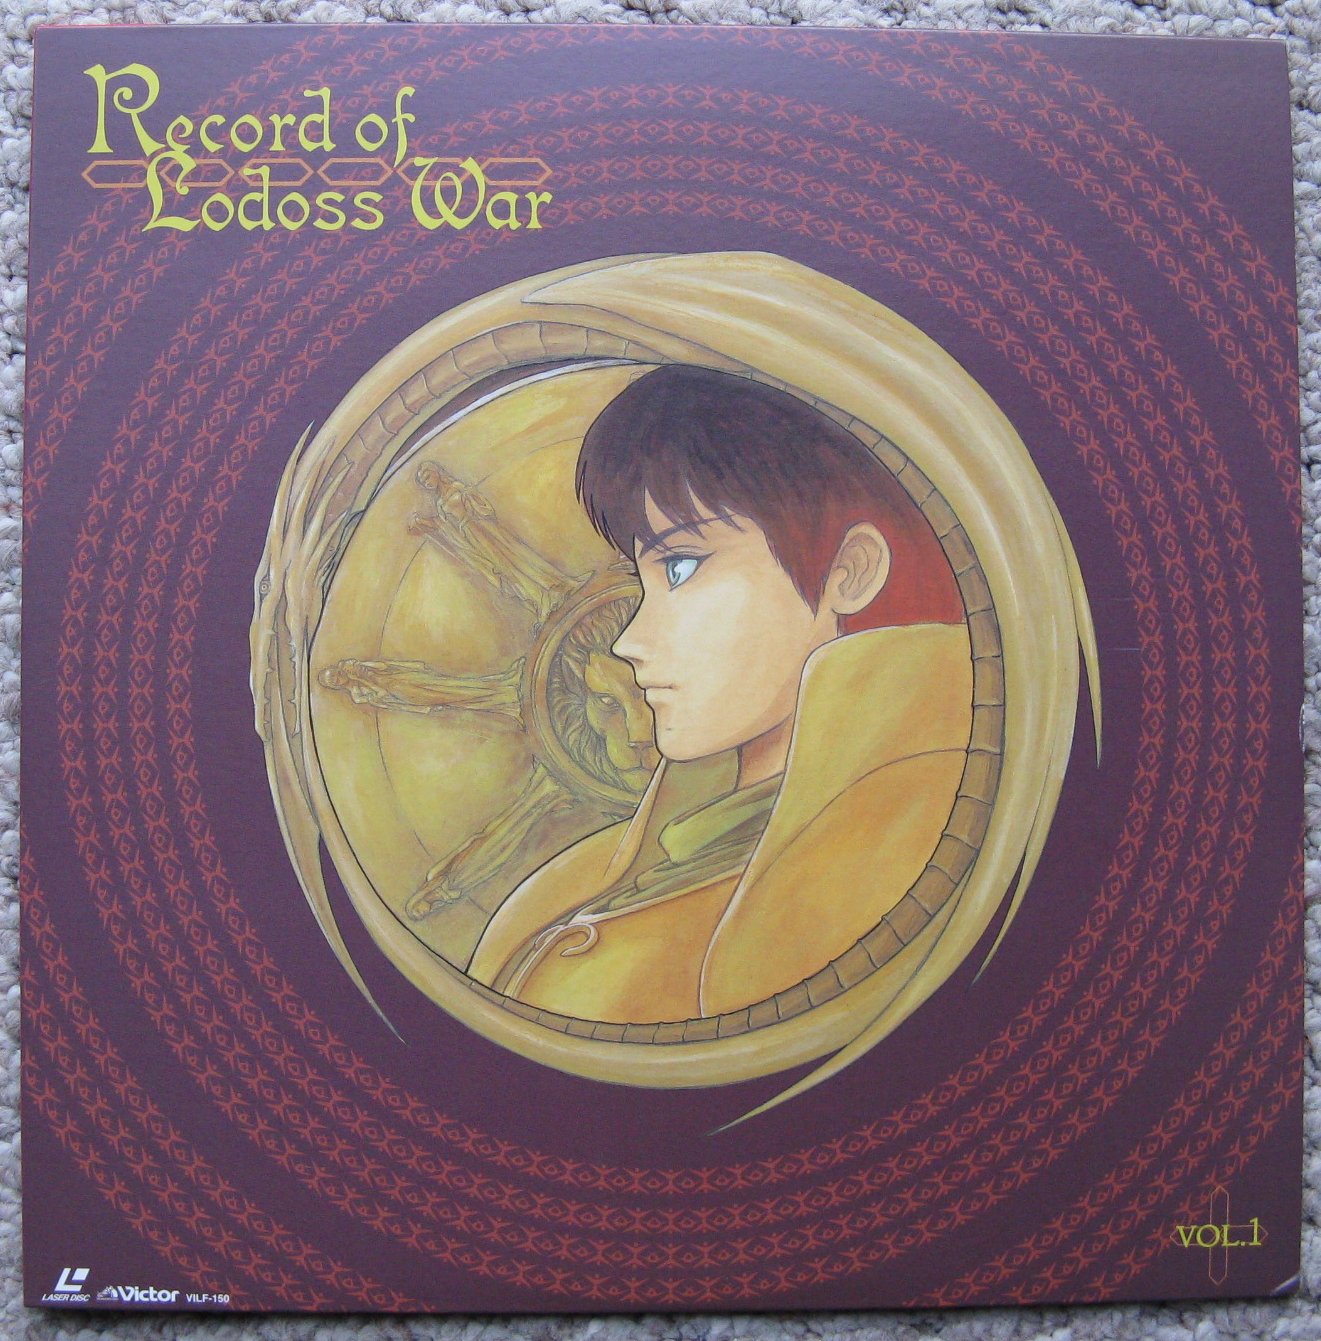 Record of
Lodoss War
VOL.1
LASER DISC Victor VILF-150